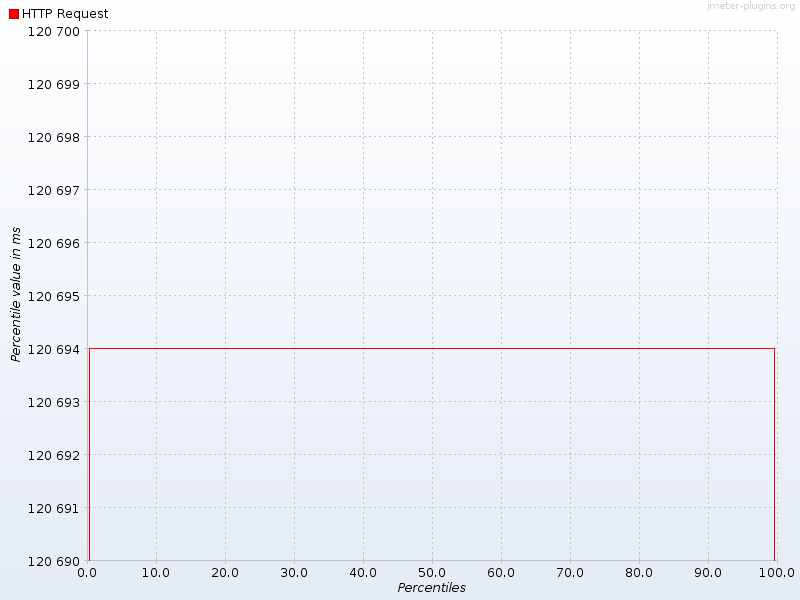 jmeter-plugins.org
HTTP Request
120 700
120 699
120 698
120 697
120 696
120 695
120 694
120 693
120 692
120 691
120 690
Percentile value in ms
0.0 10.0 20.0 30.0 40.0 50.0 60.0 70.0 80.0 90.0 100.0
Percentiles